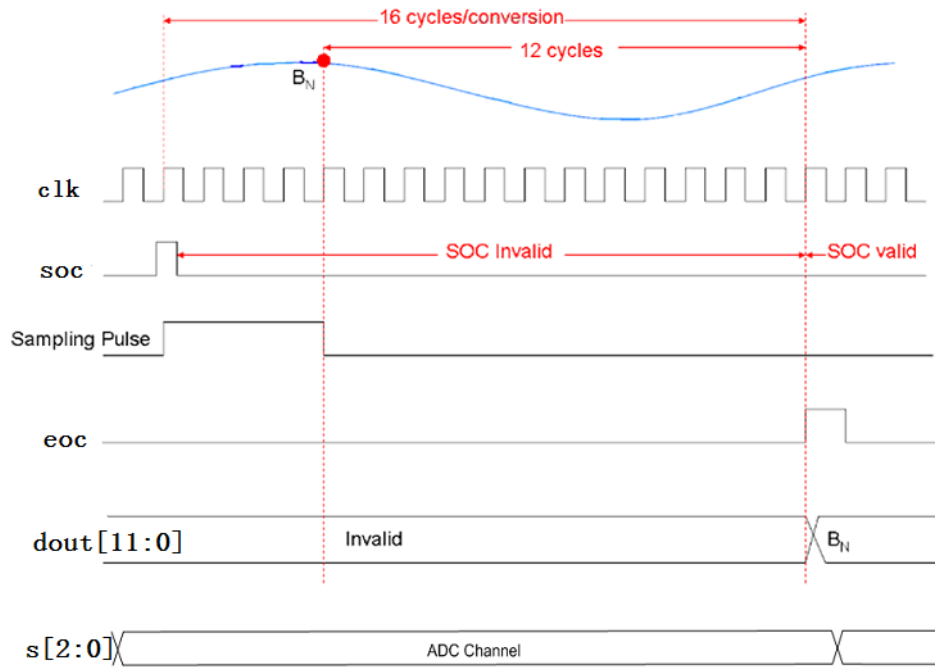 16 cycles/conversion
12 cycles
BN
clk
soc
SOC Invalid
SOC valid
Sampling Pulse
eoc
dout[11:0]
Invalid
BN
s[2:0]
ADC Channel